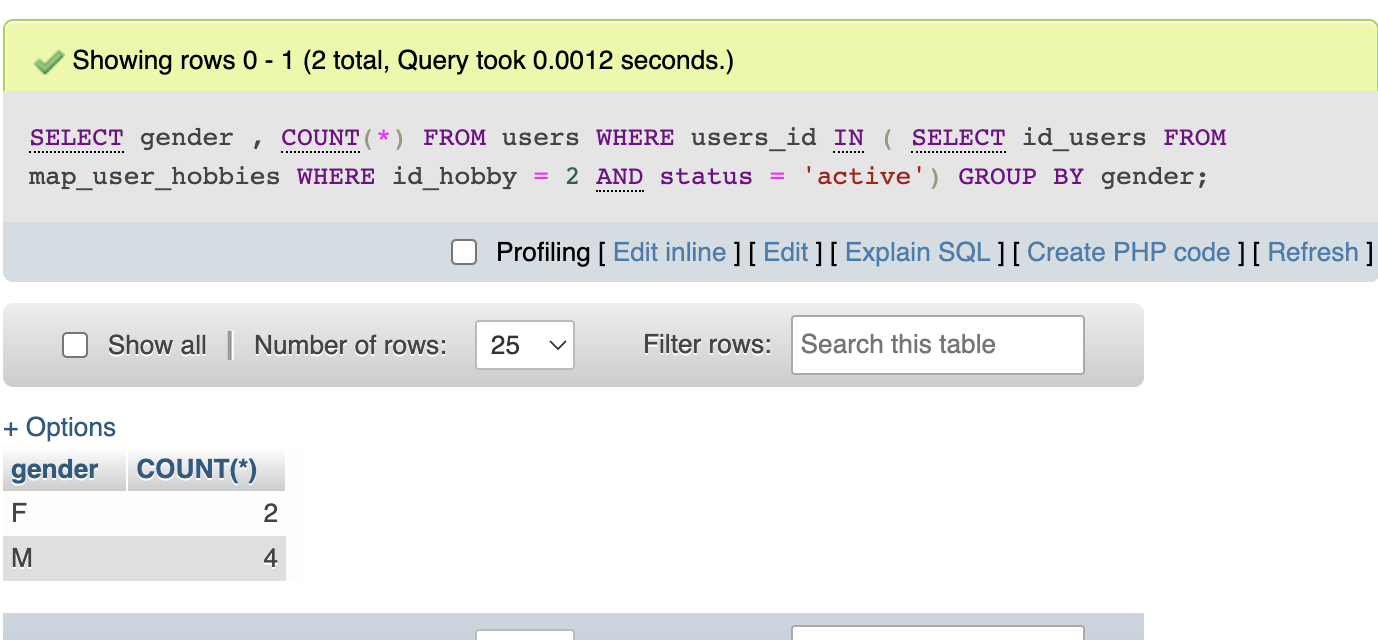 Showing rows 0 - 1 (2 total, Query took 0.0012 seconds.)
SELECT gender , COUNT(*) FROM users WHERE users_id IN ( SELECT id_users FROM
map_user_hobbies WHERE id_hobby = 2 AND status = 'active') GROUP BY gender;
Profiling [ Edit inline ] [ Edit ] [ Explain SQL ] [ Create PHP code ] [ Refresh ]
Show all | Number of rows: 25 Filter rows: Search this table
+ Options
gender COUNT(*)
F 2
M 4